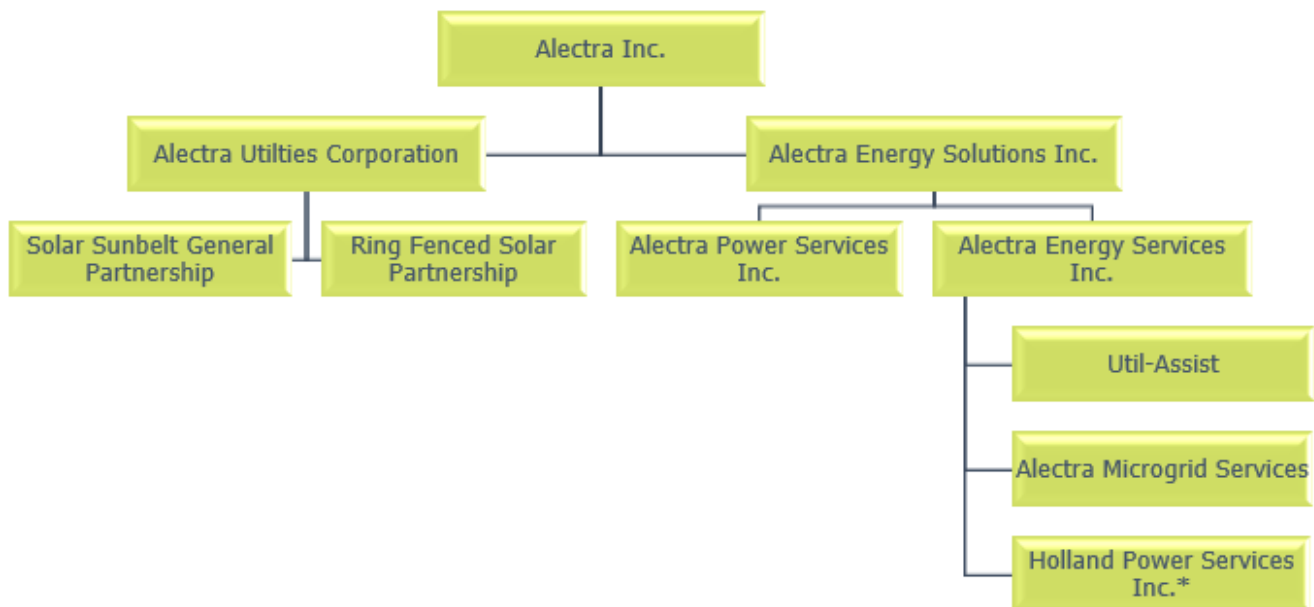 Alectra Inc.
Alectra Utilties Corporation
Alectra Energy Solutions Inc.
Solar Sunbelt General
Partnership
Ring Fenced Solar
Partnership
Alectra Power Services
Inc.
Alectra Energy Services
Inc.
Util-Assist
Alectra Microgrid Services
Holland Power Services
Inc.*